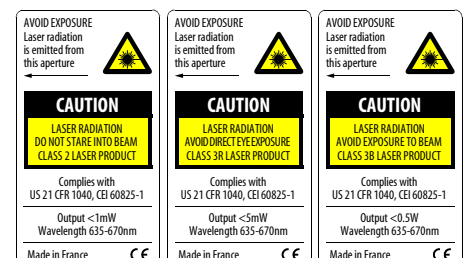 AVOID EXPOSURE
Laser radiation
is emitted from
this aperture
CAUTION
LASER RADIATION
DO NOT STARE INTO BEAM
CLASS 2 LASER PRODUCT
Complies with
US 21 CFR 1040, CEI 60825-1
Output <1mW
Wavelength 635-670nm
Made in France CE
AVOID EXPOSURE
Laser radiation
is emitted from
this aperture
CAUTION
LASER RADIATION
AVOID DIRECT EYE EXPOSURE
CLASS 3R LASER PRODUCT
Complies with
US 21 CFR 1040, CEI 60825-1
Output <5mW
Wavelength 635-670nm
Made in France CE
AVOID EXPOSURE
Laser radiation
is emitted from
this aperture
CAUTION
LASER RADIATION
AVOID EXPOSURE TO BEAM
CLASS 3B LASER PRODUCT
Complies with
US 21 CFR 1040, CEI 60825-1
Output <0.5W
Wavelength 635-670nm
Made in France CE